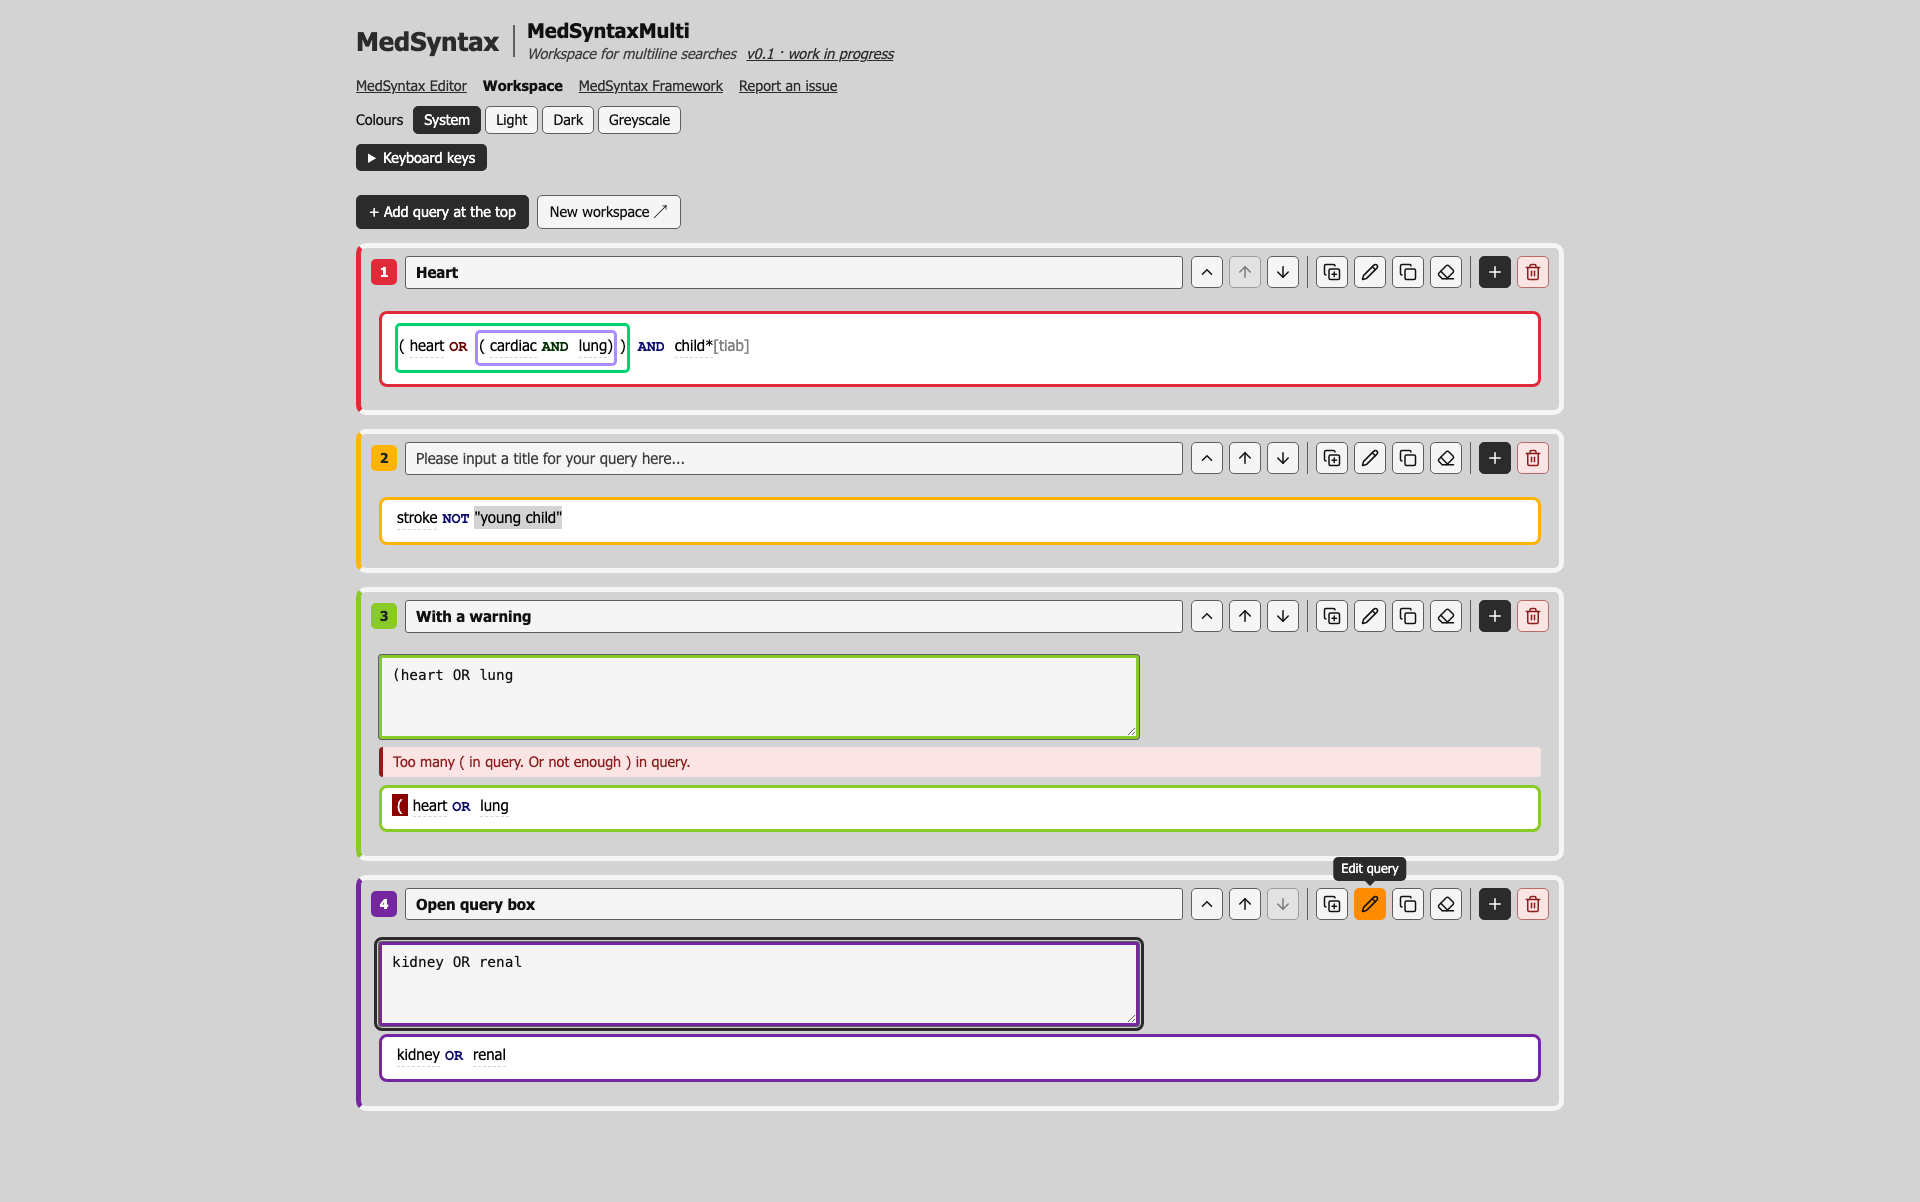 MedSyntax
MedSyntaxMulti
Workspace for multiline searches v0.1 · work in progress
MedSyntax Editor Workspace MedSyntax Framework Report an issue
Colours System Light Dark Greyscale
▶ Keyboard keys
+ Add query at the top New workspace ↗
1 Heart
( heart OR ( cardiac AND lung) ) AND child*[tiab]
2 Please input a title for your query here...
stroke NOT "young child"
3 With a warning
(heart OR lung
Too many ( in query. Or not enough ) in query.
( heart OR lung
Edit query
4 Open query box
kidney OR renal
kidney OR renal